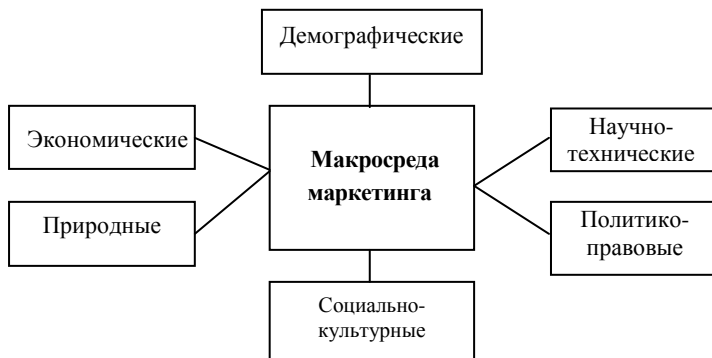 Демографические
Экономические
Макросреда
маркетинга
Научно-
технические
Природные
Политико-
правовые
Социально-
культурные